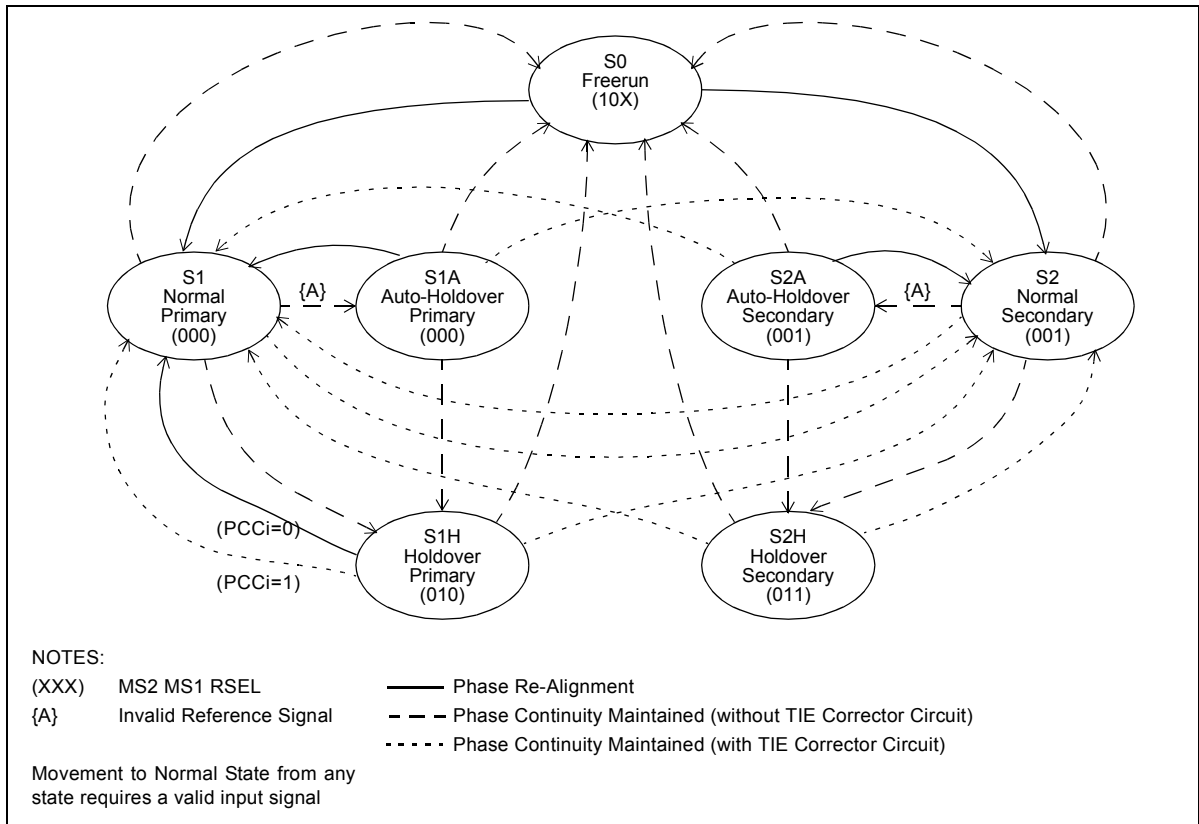 S0
Freerun
(10X)
S1
Normal
Primary
(000)
{A}
S1A
Auto-Holdover
Primary
(000)
S2A
Auto-Holdover
Secondary
(001)
{A}
S2
Normal
Secondary
(001)
(PCCi=0)
(PCCi=1)
S1H
Holdover
Primary
(010)
S2H
Holdover
Secondary
(011)
NOTES:
(XXX) MS2 MS1 RSEL
{A} Invalid Reference Signal
Phase Re-Alignment
Phase Continuity Maintained (without TIE Corrector Circuit)
Phase Continuity Maintained (with TIE Corrector Circuit)
Movement to Normal State from any
state requires a valid input signal